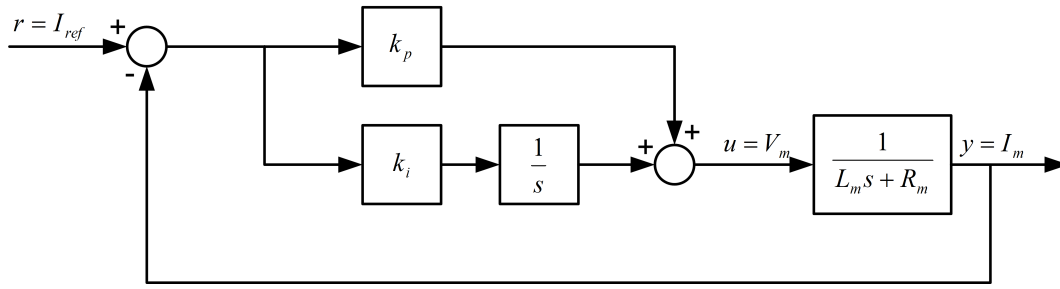 r = I_ref
+
-
k_p
k_i
1
s
+
+
u = V_m
1
L_m s + R_m
y = I_m